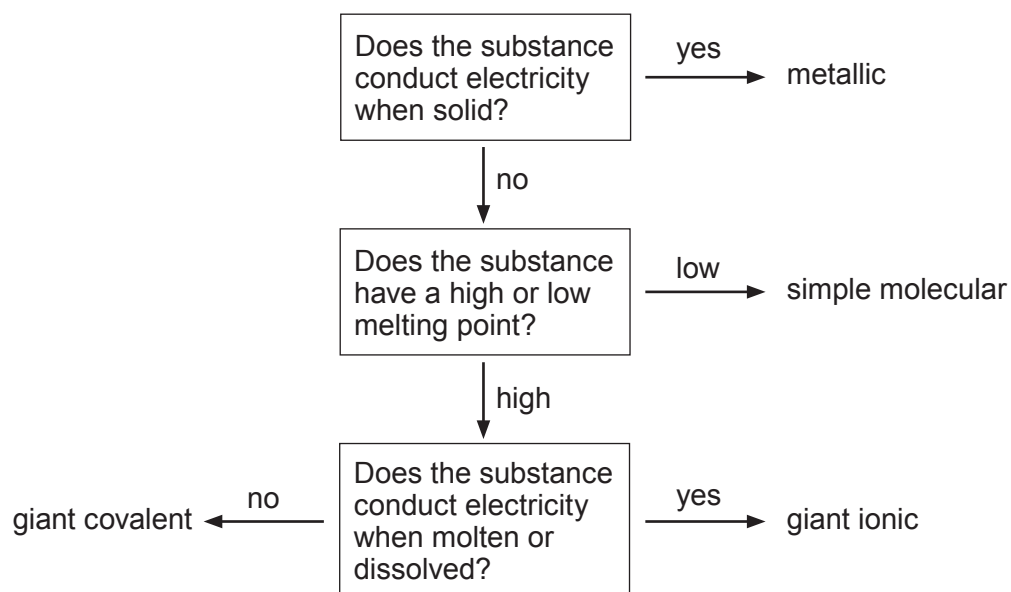 Does the substance
conduct electricity
when solid?
yes
metallic
no
Does the substance
have a high or low
melting point?
low
simple molecular
high
Does the substance
conduct electricity
when molten or
dissolved?
no
giant covalent
yes
giant ionic